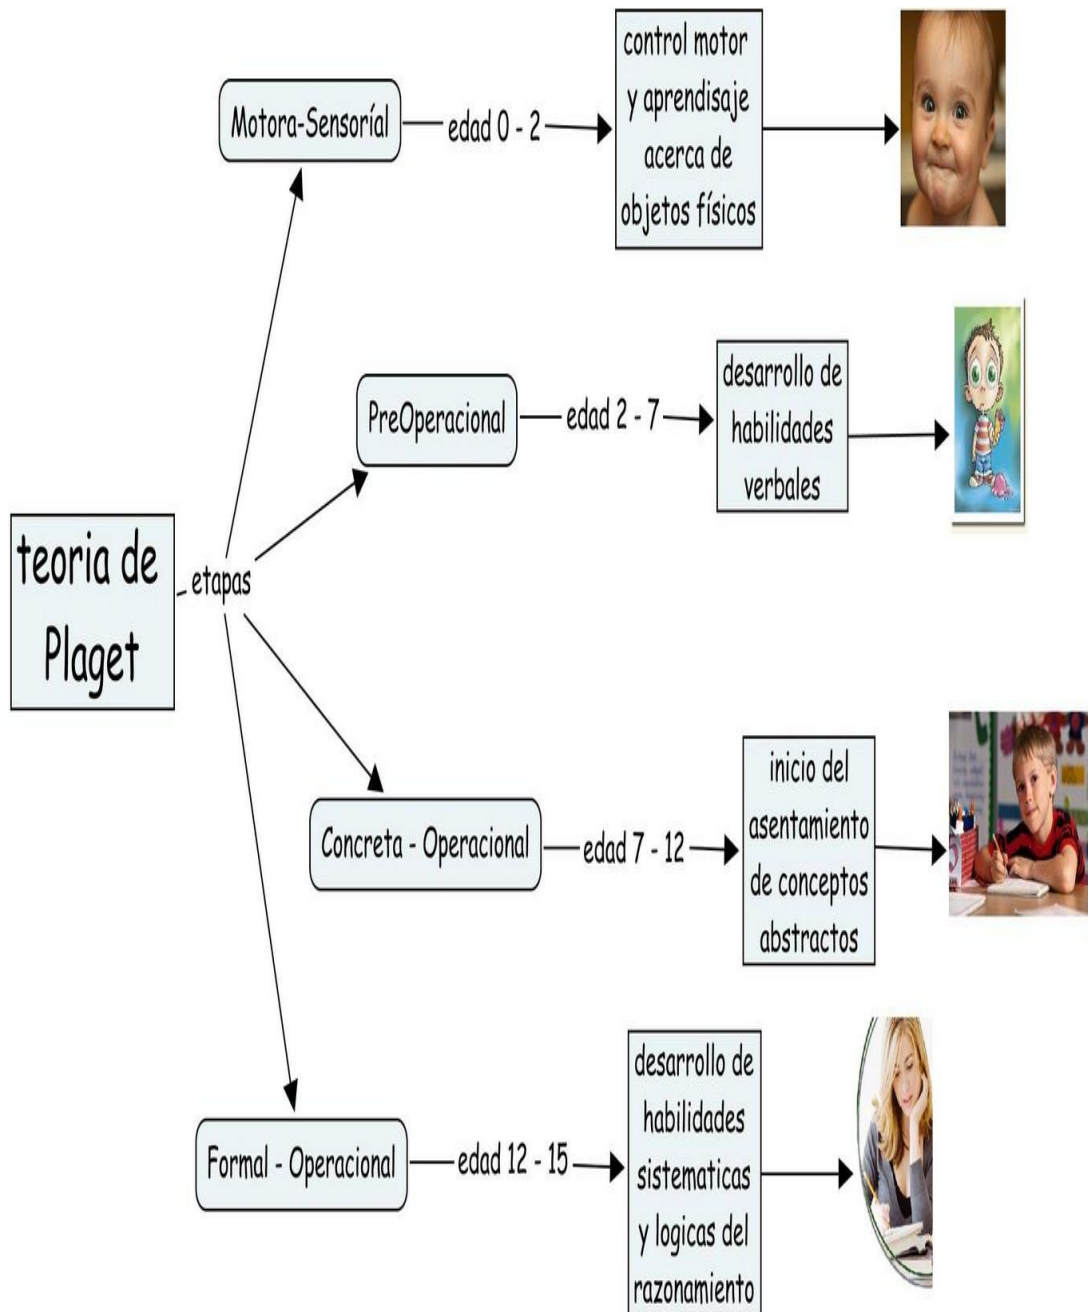 teoria de
Plaget
etapas
Motora-Sensoríal
edad 0 - 2
control motor
y aprendisaje
acerca de
objetos físicos
PreOperacional
edad 2 - 7
desarrollo de
habilidades
verbales
Concreta - Operacional
edad 7 - 12
inicio del
asentamiento
de conceptos
abstractos
Formal - Operacional
edad 12 - 15
desarrollo de
habilidades
sistematicas
y logicas del
razonamiento